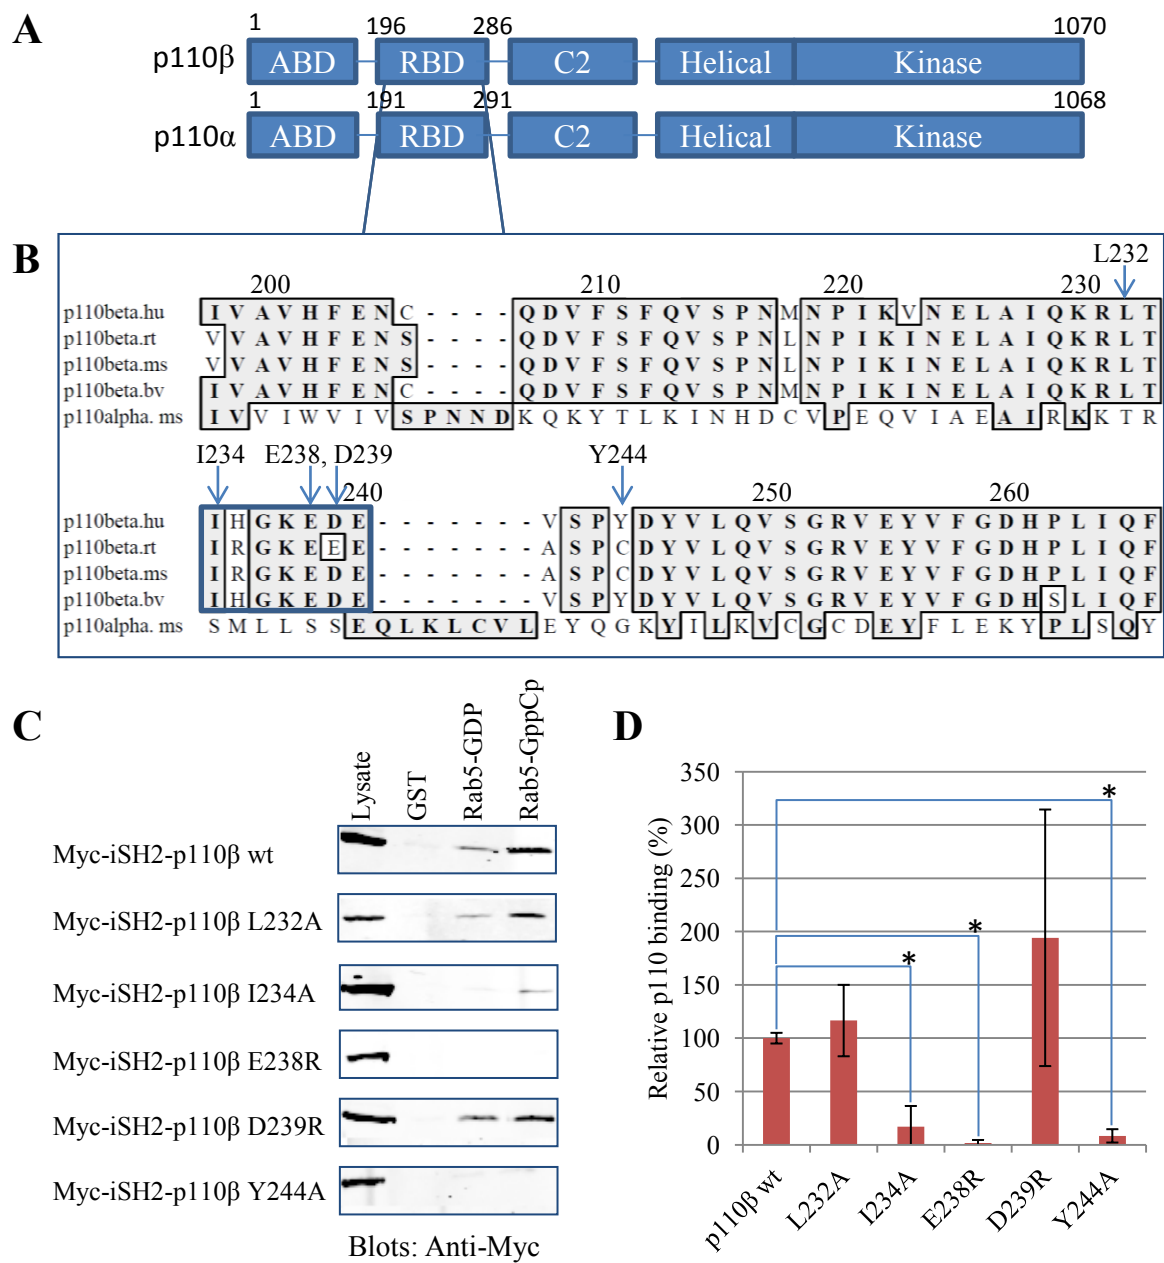 A
1 196 286 1070
p110β ABD RBD C2 Helical Kinase
1 191 291 1068
p110α ABD RBD C2 Helical Kinase
B
L232
200 210 220 230
p110beta.hu I V A V H F E N C - - - - Q D V F S F Q V S P N M N P I K V N E L A I Q K R L T
p110beta.rt V V A V H F E N S - - - - Q D V F S F Q V S P N L N P I K I N E L A I Q K R L T
p110beta.ms V V A V H F E N S - - - - Q D V F S F Q V S P N L N P I K I N E L A I Q K R L T
p110beta.bv I V A V H F E N C - - - - Q D V F S F Q V S P N M N P I K I N E L A I Q K R L T
p110alpha. ms I V V I W V I V S P N N D K Q K Y T L K I N H D C V P E Q V I A E A I R K K T R
I234 E238, D239 Y244
240 250 260
p110beta.hu I H G K E D E - - - - - - - V S P Y D Y V L Q V S G R V E Y V F G D H P L I Q F
p110beta.rt I R G K E E E - - - - - - - A S P C D Y V L Q V S G R V E Y V F G D H P L I Q F
p110beta.ms I R G K E D E - - - - - - - A S P C D Y V L Q V S G R V E Y V F G D H P L I Q F
p110beta.bv I H G K E D E - - - - - - - V S P Y D Y V L Q V S G R V E Y V F G D H S L I Q F
p110alpha. ms S M L L S S E Q L K L C V L E Y Q G K Y I L K V C G C D E Y F L E K Y P L S Q Y
C
Lysate GST Rab5-GDP Rab5-GppCp
Myc-iSH2-p110β wt
Myc-iSH2-p110β L232A
Myc-iSH2-p110β I234A
Myc-iSH2-p110β E238R
Myc-iSH2-p110β D239R
Myc-iSH2-p110β Y244A
Blots: Anti-Myc
D
Relative p110 binding (%)
350
300
250
200
150
100
50
0
*
*
*
p110β wt L232A I234A E238R D239R Y244A